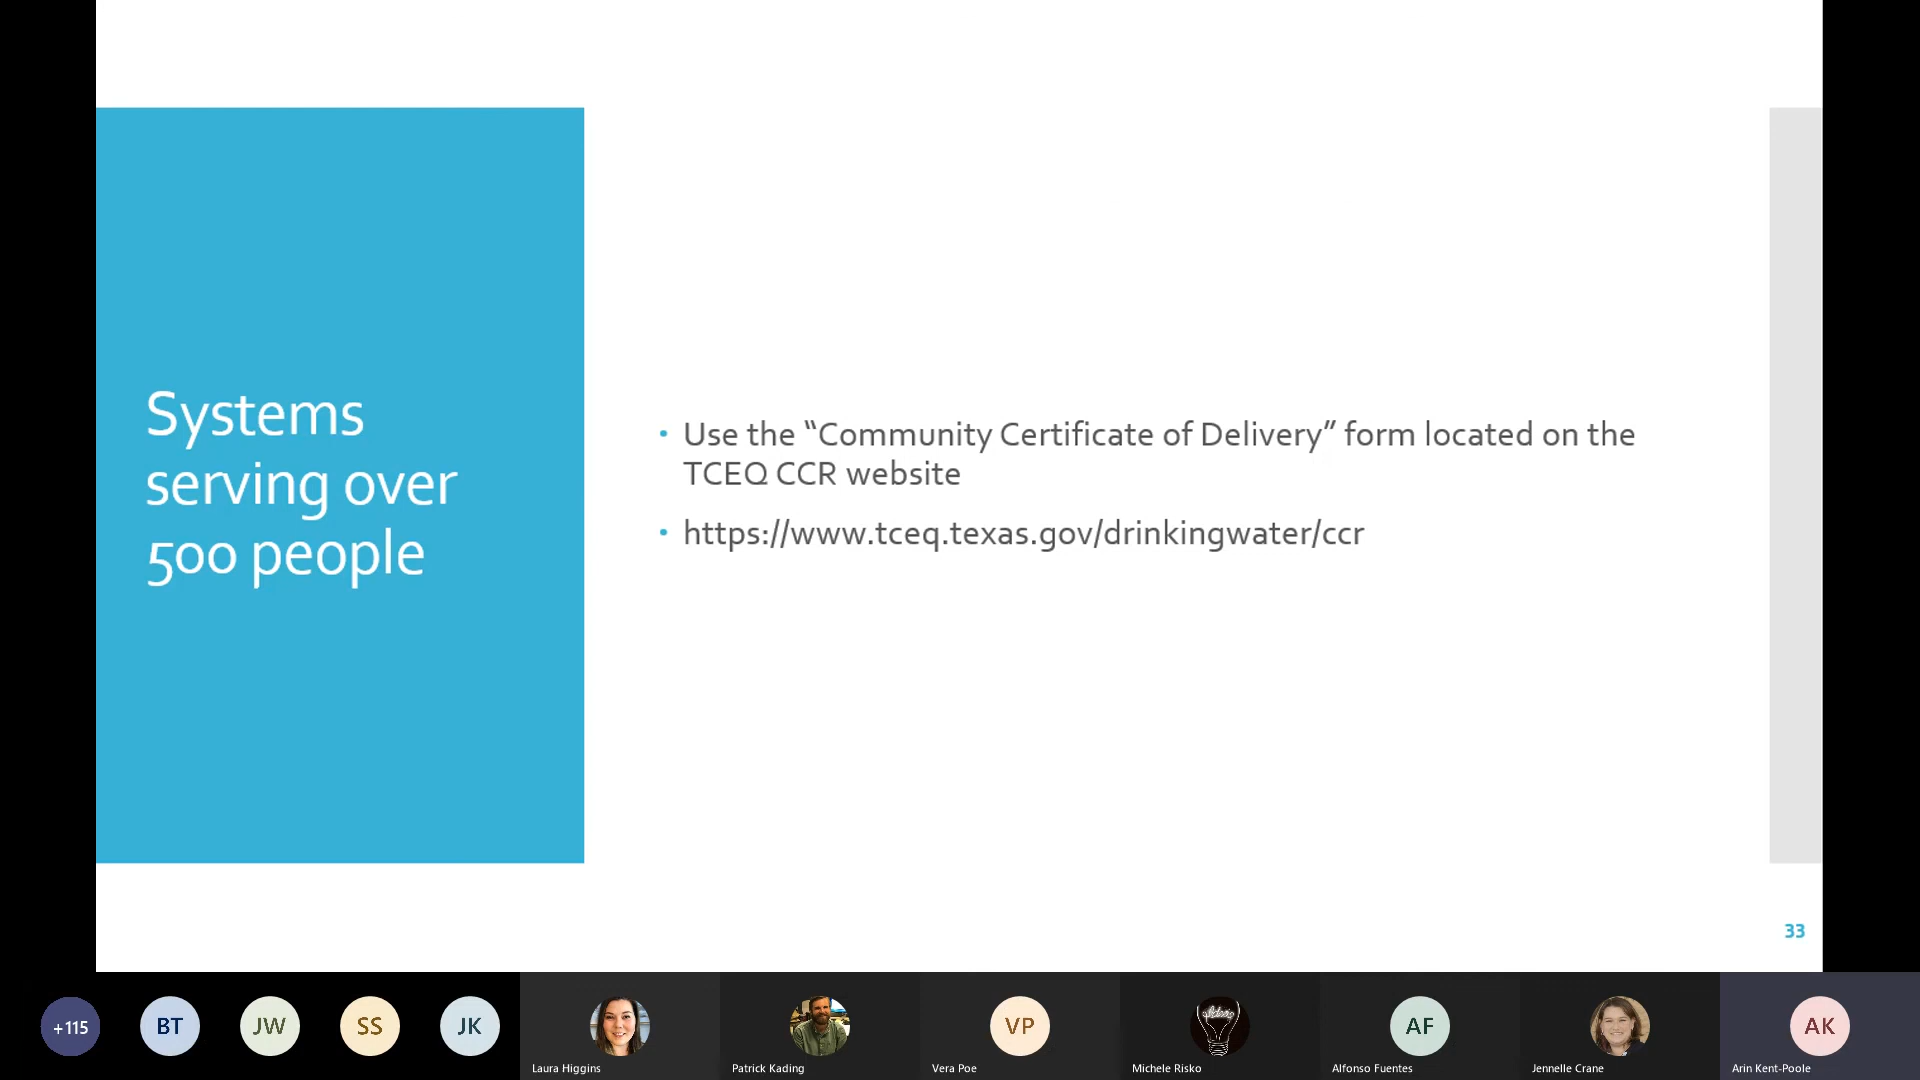 Systems
serving over
500 people
• Use the “Community Certificate of Delivery” form located on the
TCEQ CCR website
• https://www.tceq.texas.gov/drinkingwater/ccr
33
+115
BT
JW
SS
JK
Laura Higgins
Patrick Kading
VP
Vera Poe
Michele Risko
AF
Alfonso Fuentes
Jennelle Crane
AK
Arin Kent-Poole